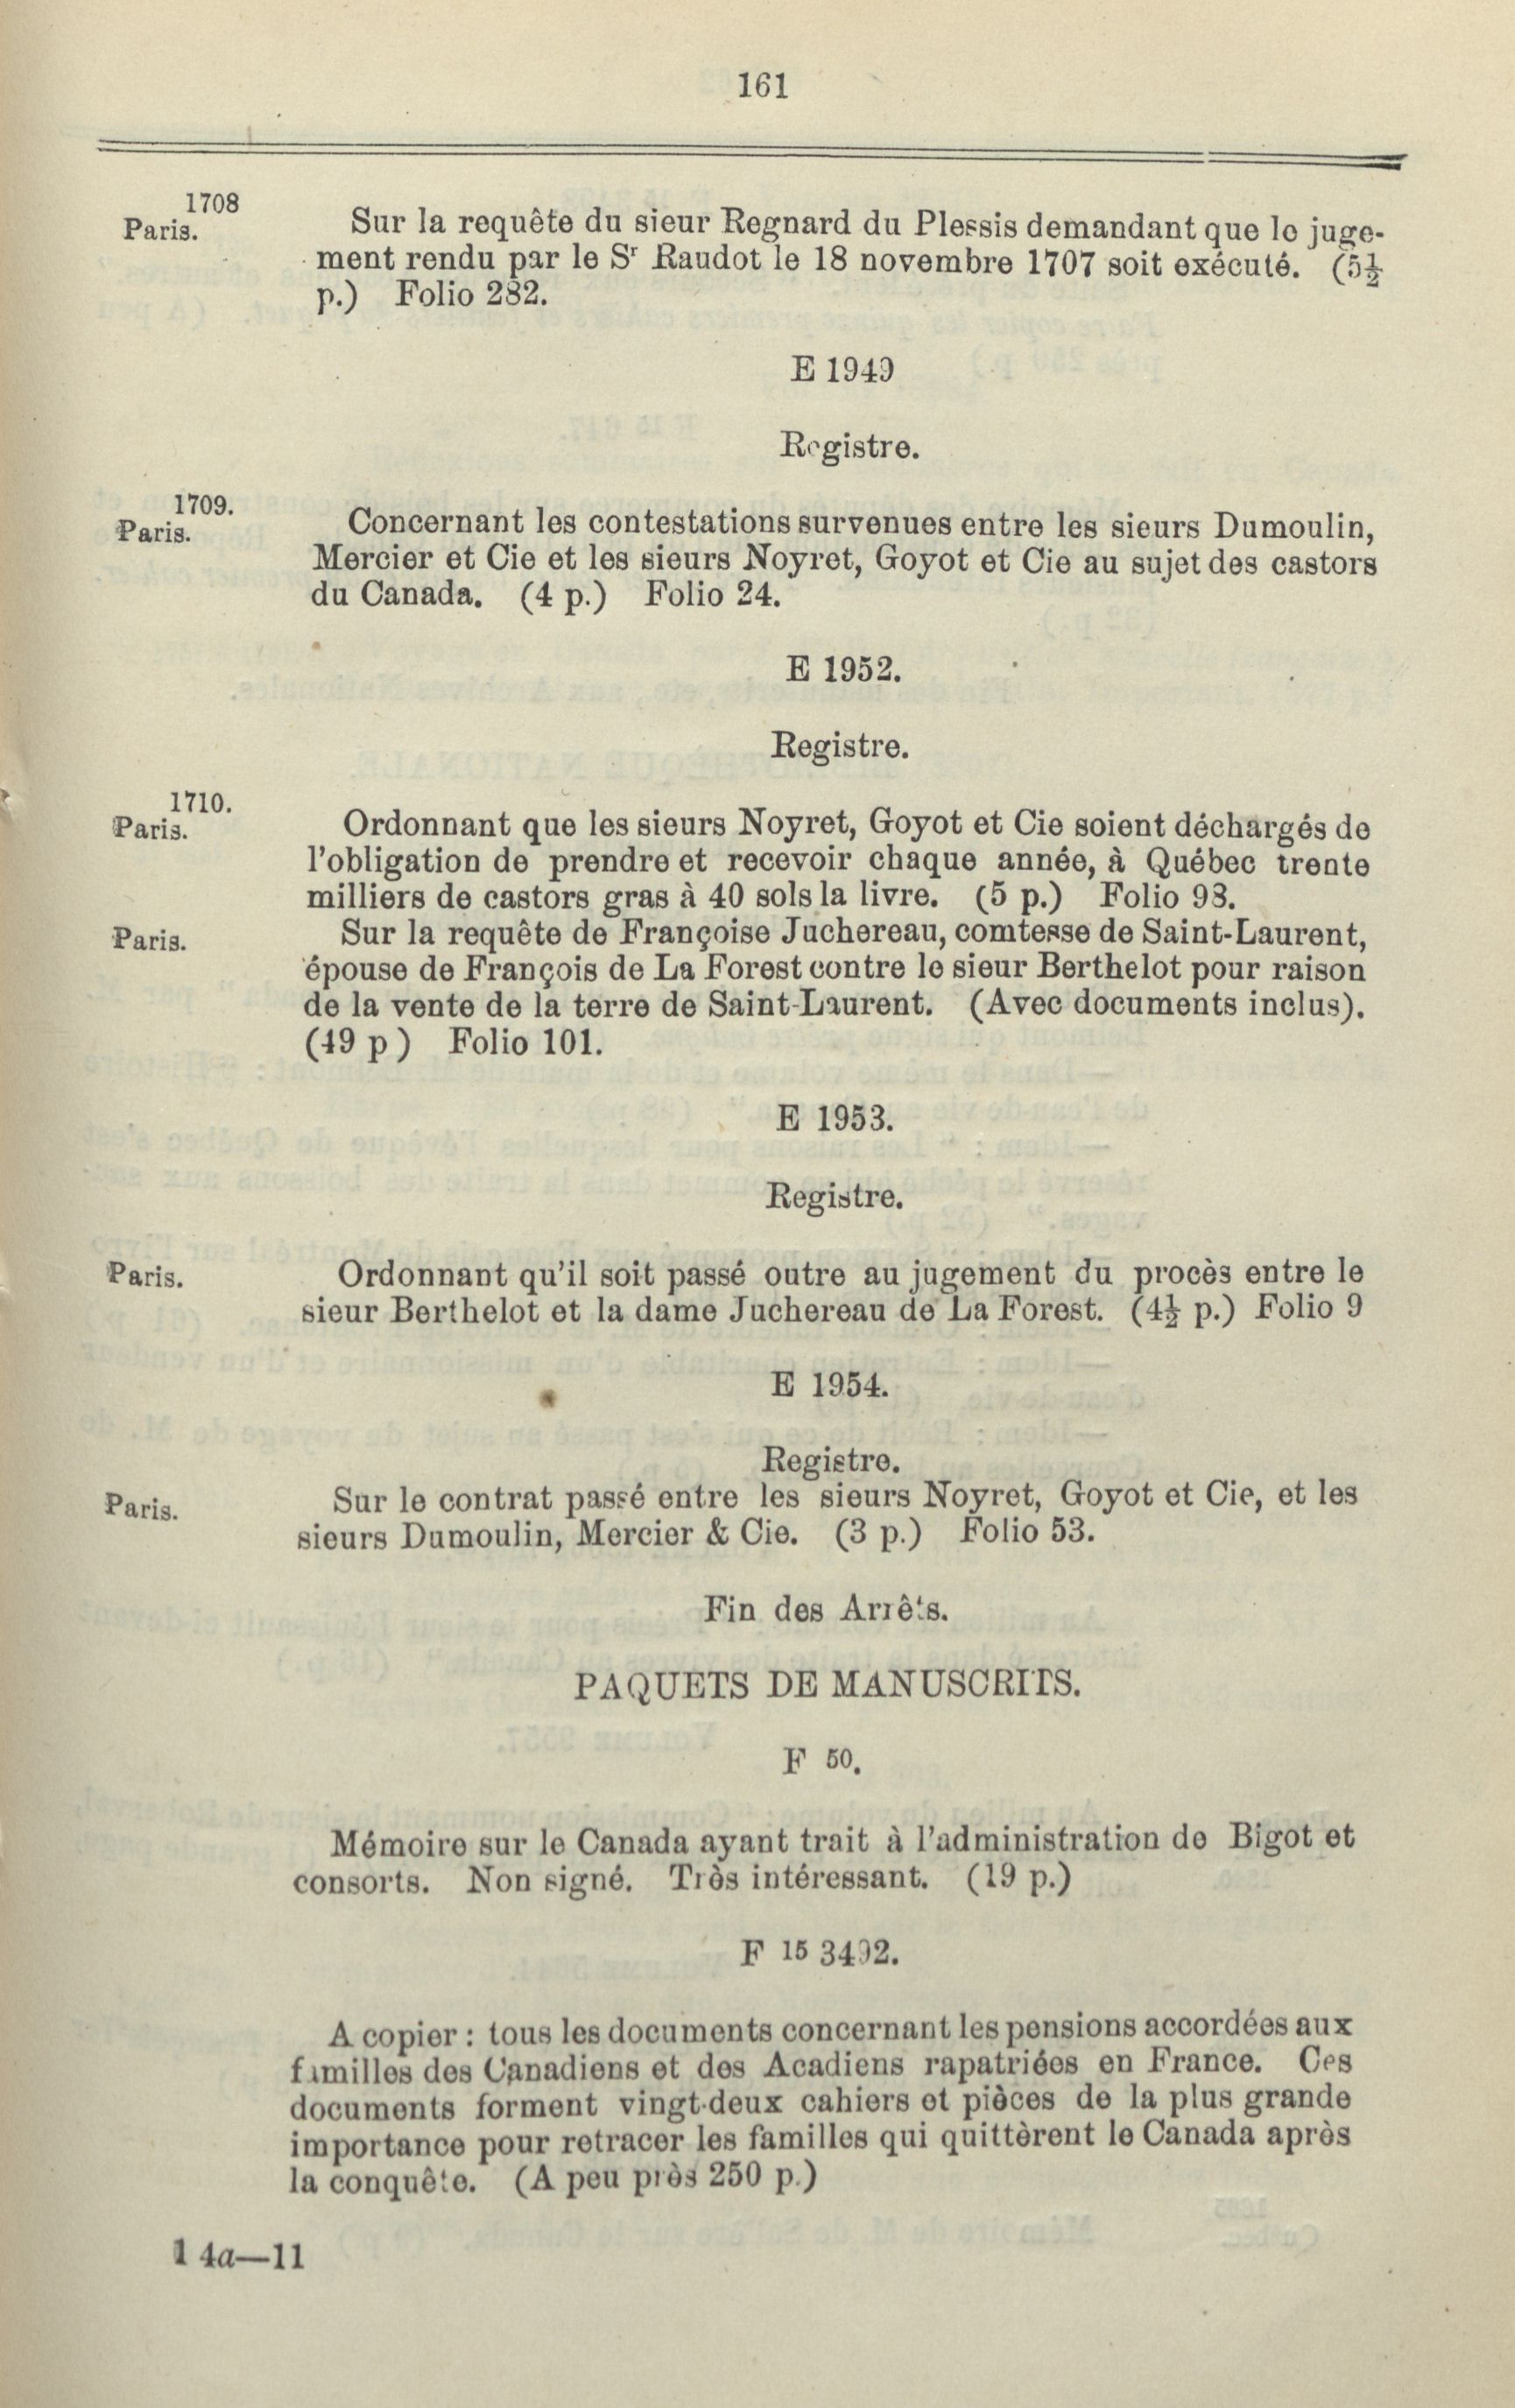 161
1708
Paris.
Sur la requête du sieur Regnard du Plessis demandant que le juge-
ment rendu par le Sr Raudot le 18 novembre 1707 soit exécuté. (5½
p.) Folio 282.
E 1949
Registre.
1709.
Paris.
Concernant les contestations survenues entre les sieurs Dumoulin,
Mercier et Cie et les sieurs Noyret, Goyot et Cie au sujet des castors
du Canada. (4 p.) Folio 24.
E 1952.
Registre.
1710.
Paris.
Ordonnant que les sieurs Noyret, Goyot et Cie soient déchargés de
l'obligation de prendre et recevoir chaque année, à Québec trente
milliers de castors gras à 40 sols la livre. (5 p.) Folio 93.
Paris.
Sur la requête de Françoise Juchereau, comtesse de Saint-Laurent,
épouse de François de La Forest contre le sieur Berthelot pour raison
de la vente de la terre de Saint-Laurent. (Avec documents inclus).
(49 p ) Folio 101.
E 1953.
Registre.
Paris.
Ordonnant qu'il soit passé outre au jugement du procès entre le
sieur Berthelot et la dame Juchereau de La Forest. (4½ p.) Folio 9
E 1954.
Registre.
Paris.
Sur le contrat passé entre les sieurs Noyret, Goyot et Cie, et les
sieurs Dumoulin, Mercier & Cie. (3 p.) Folio 53.
Fin des Arrêts.
PAQUETS DE MANUSCRITS.
F 50.
Mémoire sur le Canada ayant trait à l'administration de Bigot et
consorts. Non signé. Très intéressant. (19 p.)
F 15 3492.
A copier : tous les documents concernant les pensions accordées aux
familles des Canadiens et des Acadiens rapatriées en France. Ces
documents forment vingt-deux cahiers et pièces de la plus grande
importance pour retracer les familles qui quittèrent le Canada après
la conquête. (A peu près 250 p.)
1 4a—11